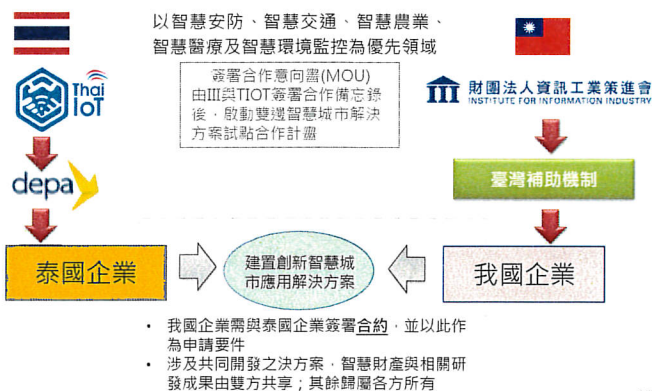 以智慧安防、智慧交通、智慧農業、
智慧醫療及智慧環境監控為優先領域
簽署合作意向書(MOU)
由III與TIOT簽署合作備忘錄
後，啟動雙邊智慧城市解決
方案試點合作計畫
Thai
IoT
財團法人資訊工業策進會
INSTITUTE FOR INFORMATION INDUSTRY
depa
臺灣補助機制
泰國企業
建置創新智慧城
市應用解決方案
我國企業
• 我國企業需與泰國企業簽署合約，並以此作
為申請要件
• 涉及共同開發之決方案，智慧財產與相關研
發成果由雙方共享；其餘歸屬各方所有